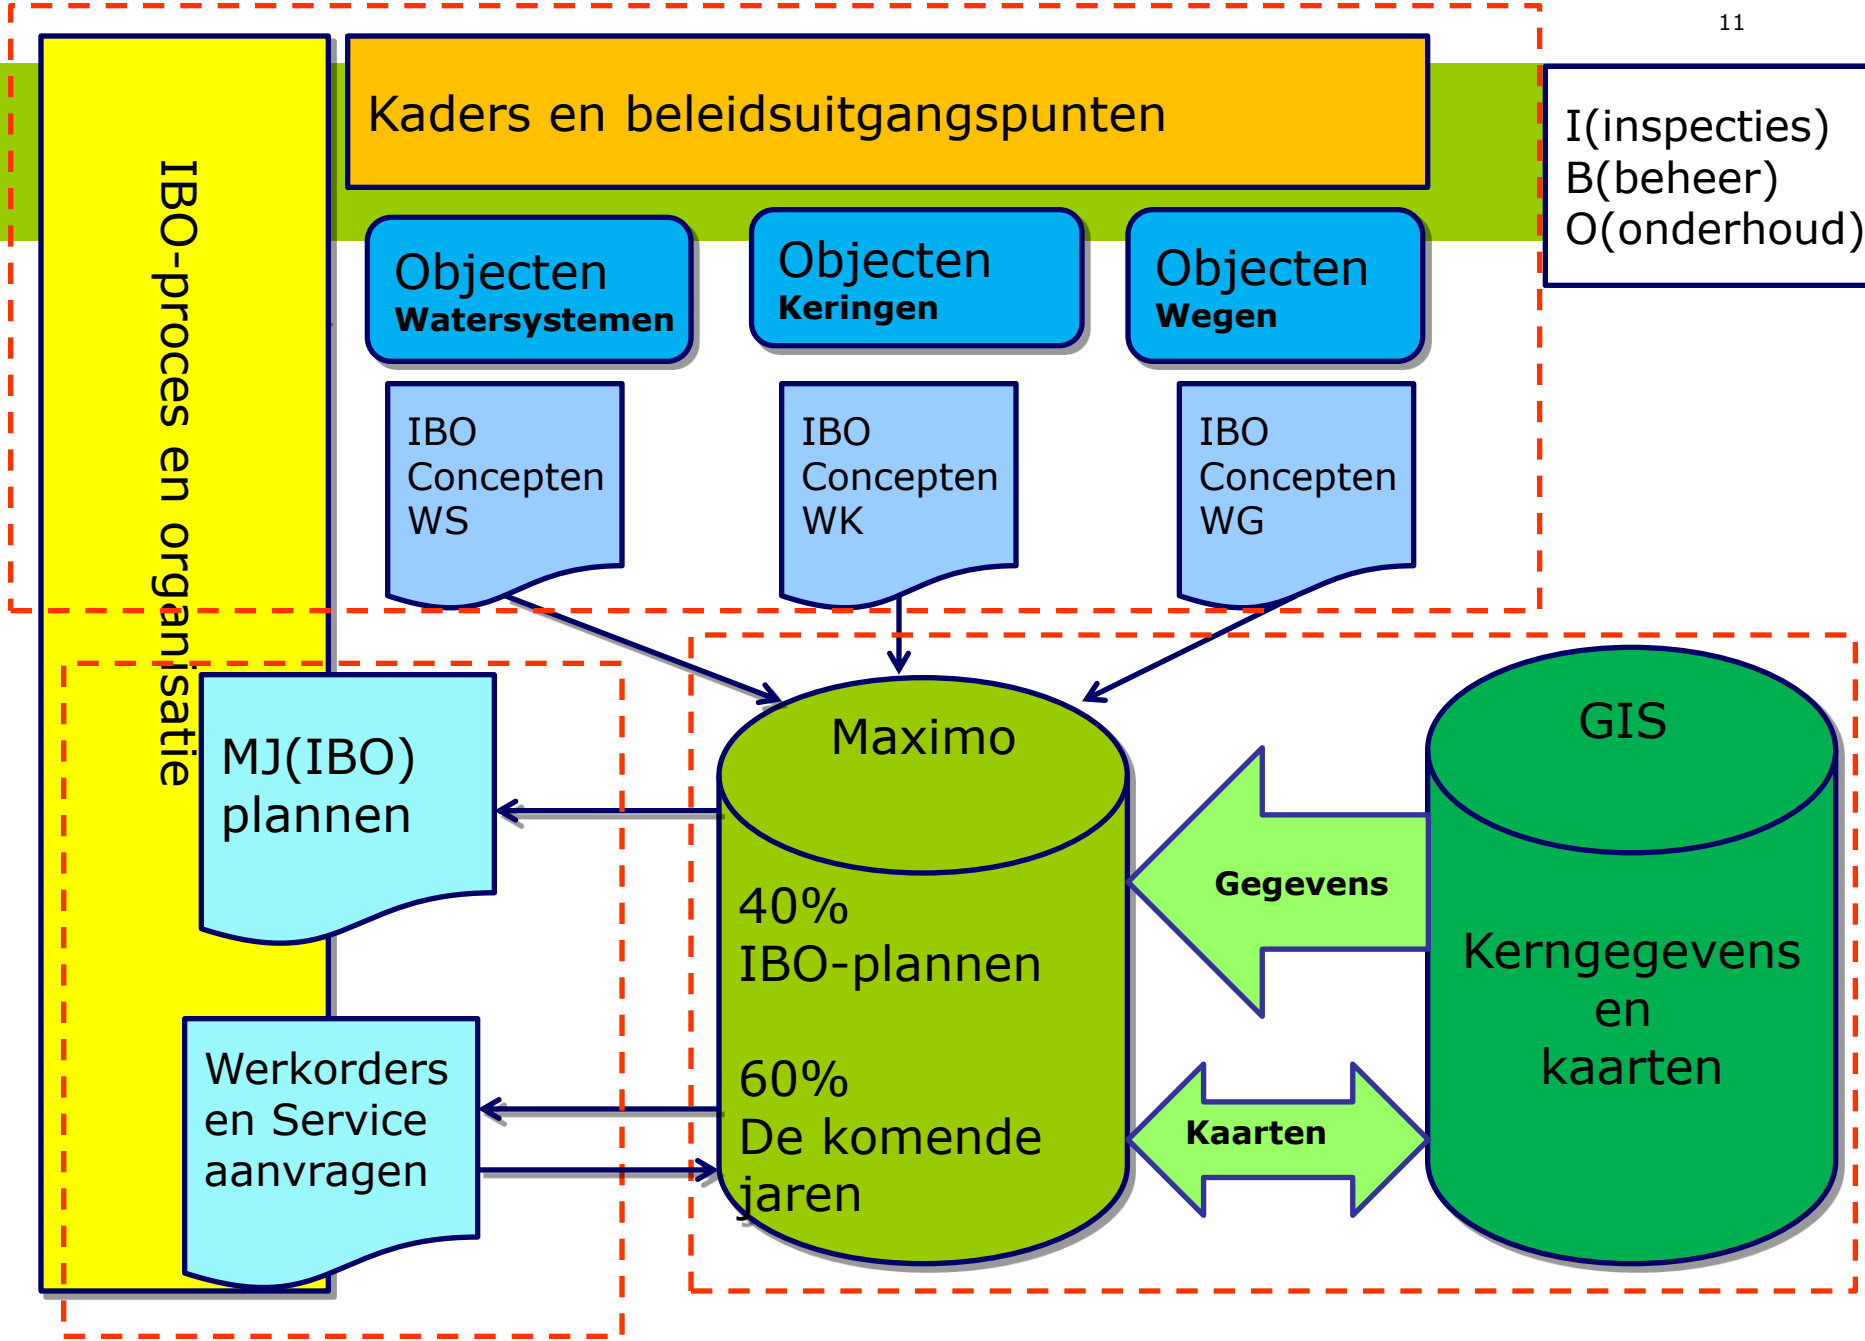 11
Kaders en beleidsuitgangspunten
I(inspecties)
B(beheer)
O(onderhoud)
IBO-proces en organisatie
Objecten
Watersystemen
Objecten
Keringen
Objecten
Wegen
IBO
Concepten
WS
IBO
Concepten
WK
IBO
Concepten
WG
MJ(IBO)
plannen
Werkorders
en Service
aanvragen
Maximo
40%
IBO-plannen
60%
De komende
jaren
Gegevens
Kaarten
GIS
Kerngegevens
en
kaarten